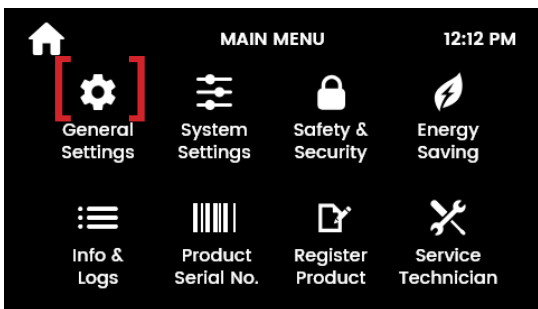 MAIN MENU 12:12 PM
General Settings
System Settings
Safety & Security
Energy Saving
Info & Logs
Product Serial No.
Register Product
Service Technician